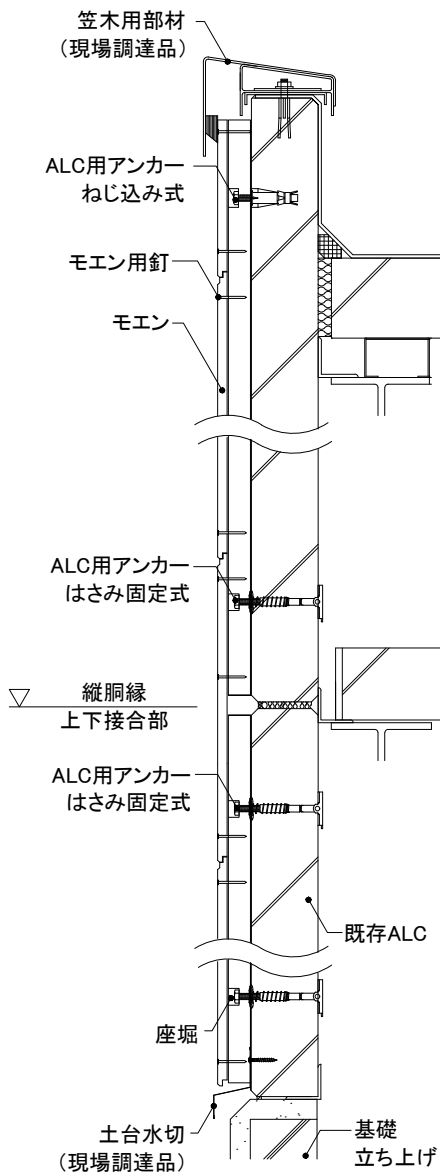 笠木用部材
（現場調達品）
ALC用アンカー
ねじ込み式
モエン用釘
モエン
ALC用アンカー
はさみ固定式
縦胴縁
上下接合部
ALC用アンカー
はさみ固定式
既存ALC
座堀
土台水切
（現場調達品）
基礎
立ち上げ